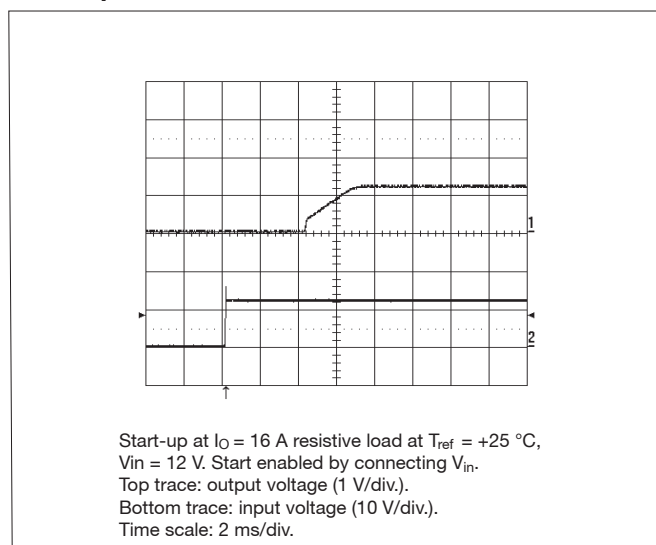 1
2
↑
Start-up at IO = 16 A resistive load at Tref = +25 °C,
Vin = 12 V. Start enabled by connecting Vin.
Top trace: output voltage (1 V/div.).
Bottom trace: input voltage (10 V/div.).
Time scale: 2 ms/div.